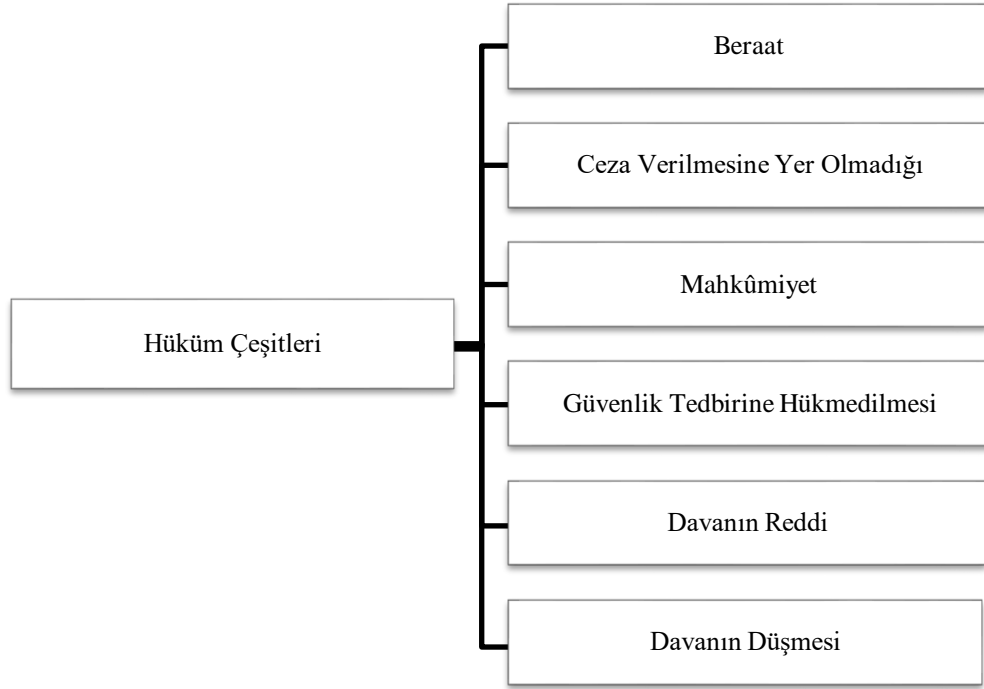 Hüküm Çeşitleri
Beraat
Ceza Verilmesine Yer Olmadığı
Mahkûmiyet
Güvenlik Tedbirine Hükmedilmesi
Davanın Reddi
Davanın Düşmesi